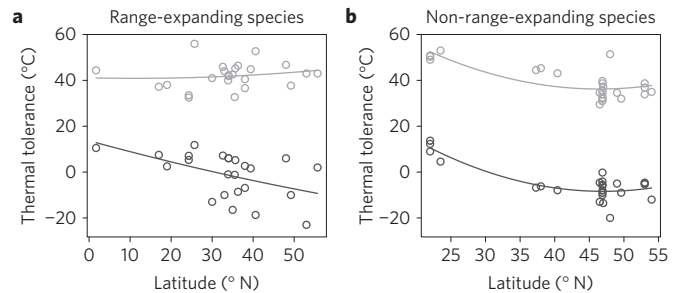 a Range-expanding species
Thermal tolerance (°C)
60
40
20
0
−20
0 10 20 30 40 50
Latitude (° N)
b Non-range-expanding species
Thermal tolerance (°C)
60
40
20
0
−20
25 30 35 40 45 50 55
Latitude (° N)